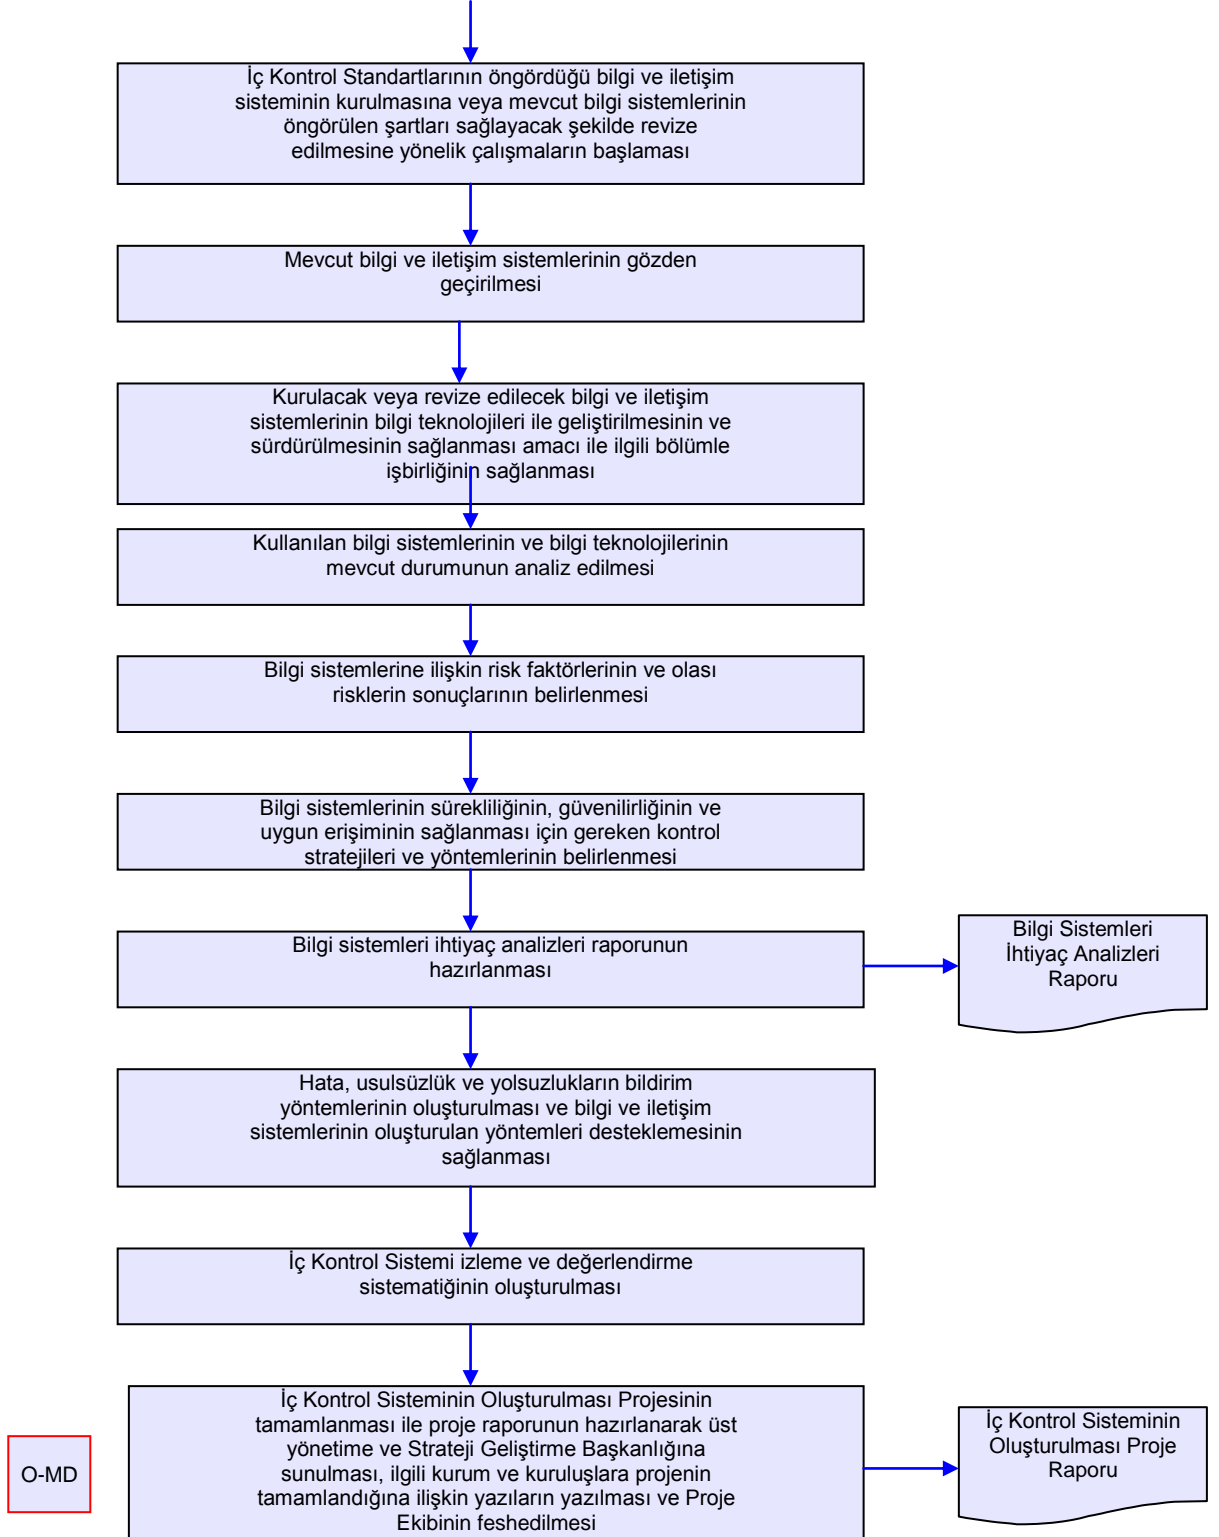 İç Kontrol Standartlarının öngördüğü bilgi ve iletişim
sisteminin kurulmasına veya mevcut bilgi sistemlerinin
öngörülen şartları sağlayacak şekilde revize
edilmesine yönelik çalışmaların başlaması
Mevcut bilgi ve iletişim sistemlerinin gözden
geçirilmesi
Kurulacak veya revize edilecek bilgi ve iletişim
sistemlerinin bilgi teknolojileri ile geliştirilmesinin ve
sürdürülmesinin sağlanması amacı ile ilgili bölümle
işbirliğinin sağlanması
Kullanılan bilgi sistemlerinin ve bilgi teknolojilerinin
mevcut durumunun analiz edilmesi
Bilgi sistemlerine ilişkin risk faktörlerinin ve olası
risklerin sonuçlarının belirlenmesi
Bilgi sistemlerinin sürekliliğinin, güvenilirliğinin ve
uygun erişiminin sağlanması için gereken kontrol
stratejileri ve yöntemlerinin belirlenmesi
Bilgi sistemleri ihtiyaç analizleri raporunun
hazırlanması
Bilgi Sistemleri
İhtiyaç Analizleri
Raporu
Hata, usulsüzlük ve yolsuzlukların bildirim
yöntemlerinin oluşturulması ve bilgi ve iletişim
sistemlerinin oluşturulan yöntemleri desteklemesinin
sağlanması
İç Kontrol Sistemi izleme ve değerlendirme
sistematiğinin oluşturulması
O-MD
İç Kontrol Sisteminin Oluşturulması Projesinin
tamamlanması ile proje raporunun hazırlanarak üst
yönetime ve Strateji Geliştirme Başkanlığına
sunulması, ilgili kurum ve kuruluşlara projenin
tamamlandığına ilişkin yazıların yazılması ve Proje
Ekibinin feshedilmesi
İç Kontrol Sisteminin
Oluşturulması Proje
Raporu